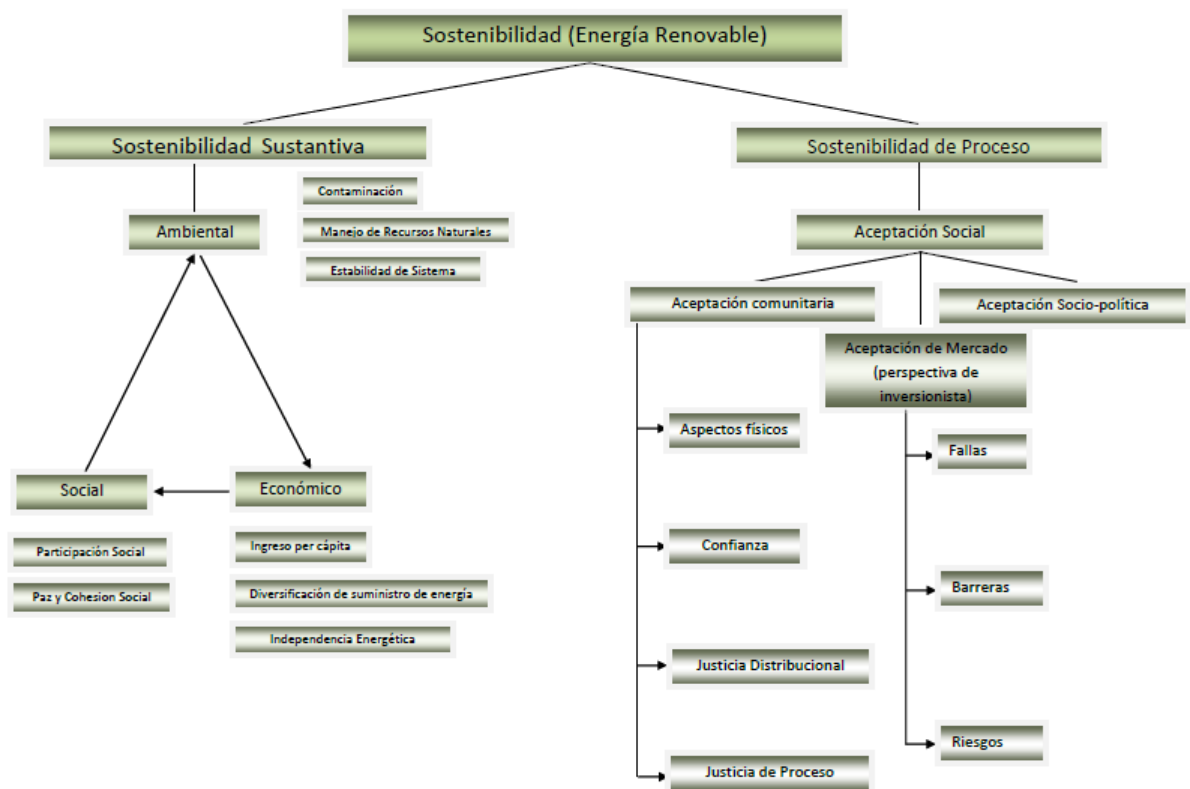 Sostenibilidad (Energía Renovable)
Sostenibilidad Sustantiva
Sostenibilidad de Proceso
Contaminación
Manejo de Recursos Naturales
Estabilidad de Sistema
Ambiental
Social
Económico
Participación Social
Paz y Cohesion Social
Ingreso per cápita
Diversificación de suministro de energía
Independencia Energética
Aceptación Social
Aceptación comunitaria
Aceptación Socio-política
Aceptación de Mercado
(perspectiva de
inversionista)
Aspectos físicos
Confianza
Justicia Distribucional
Justicia de Proceso
Fallas
Barreras
Riesgos